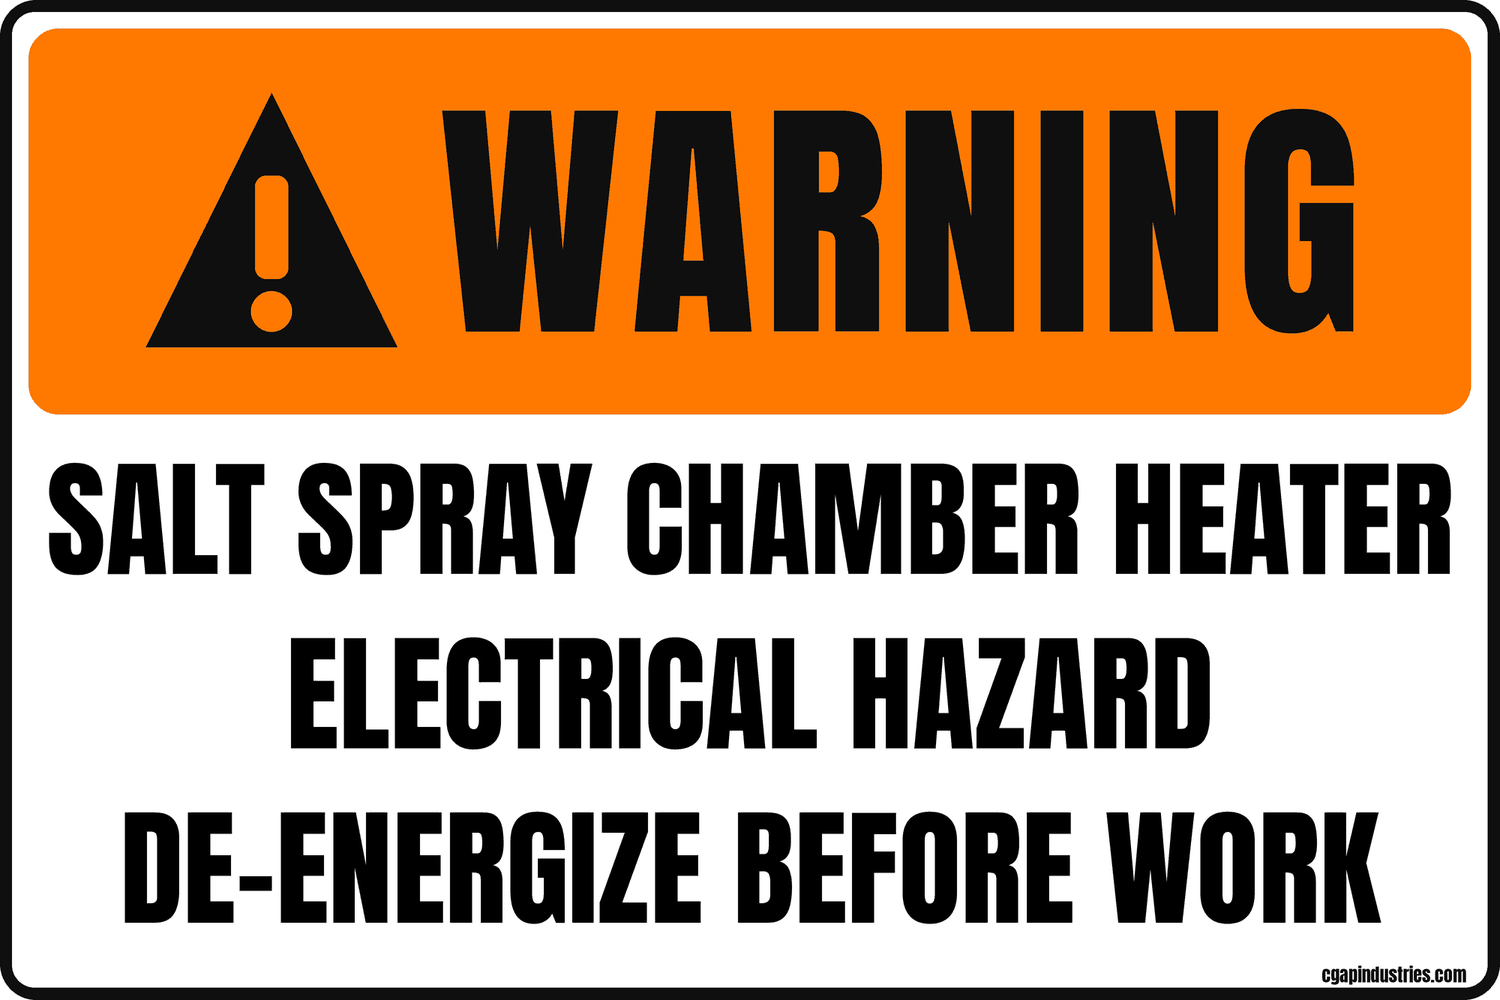 WARNING
SALT SPRAY CHAMBER HEATER
ELECTRICAL HAZARD
DE-ENERGIZE BEFORE WORK
cgapindustries.com